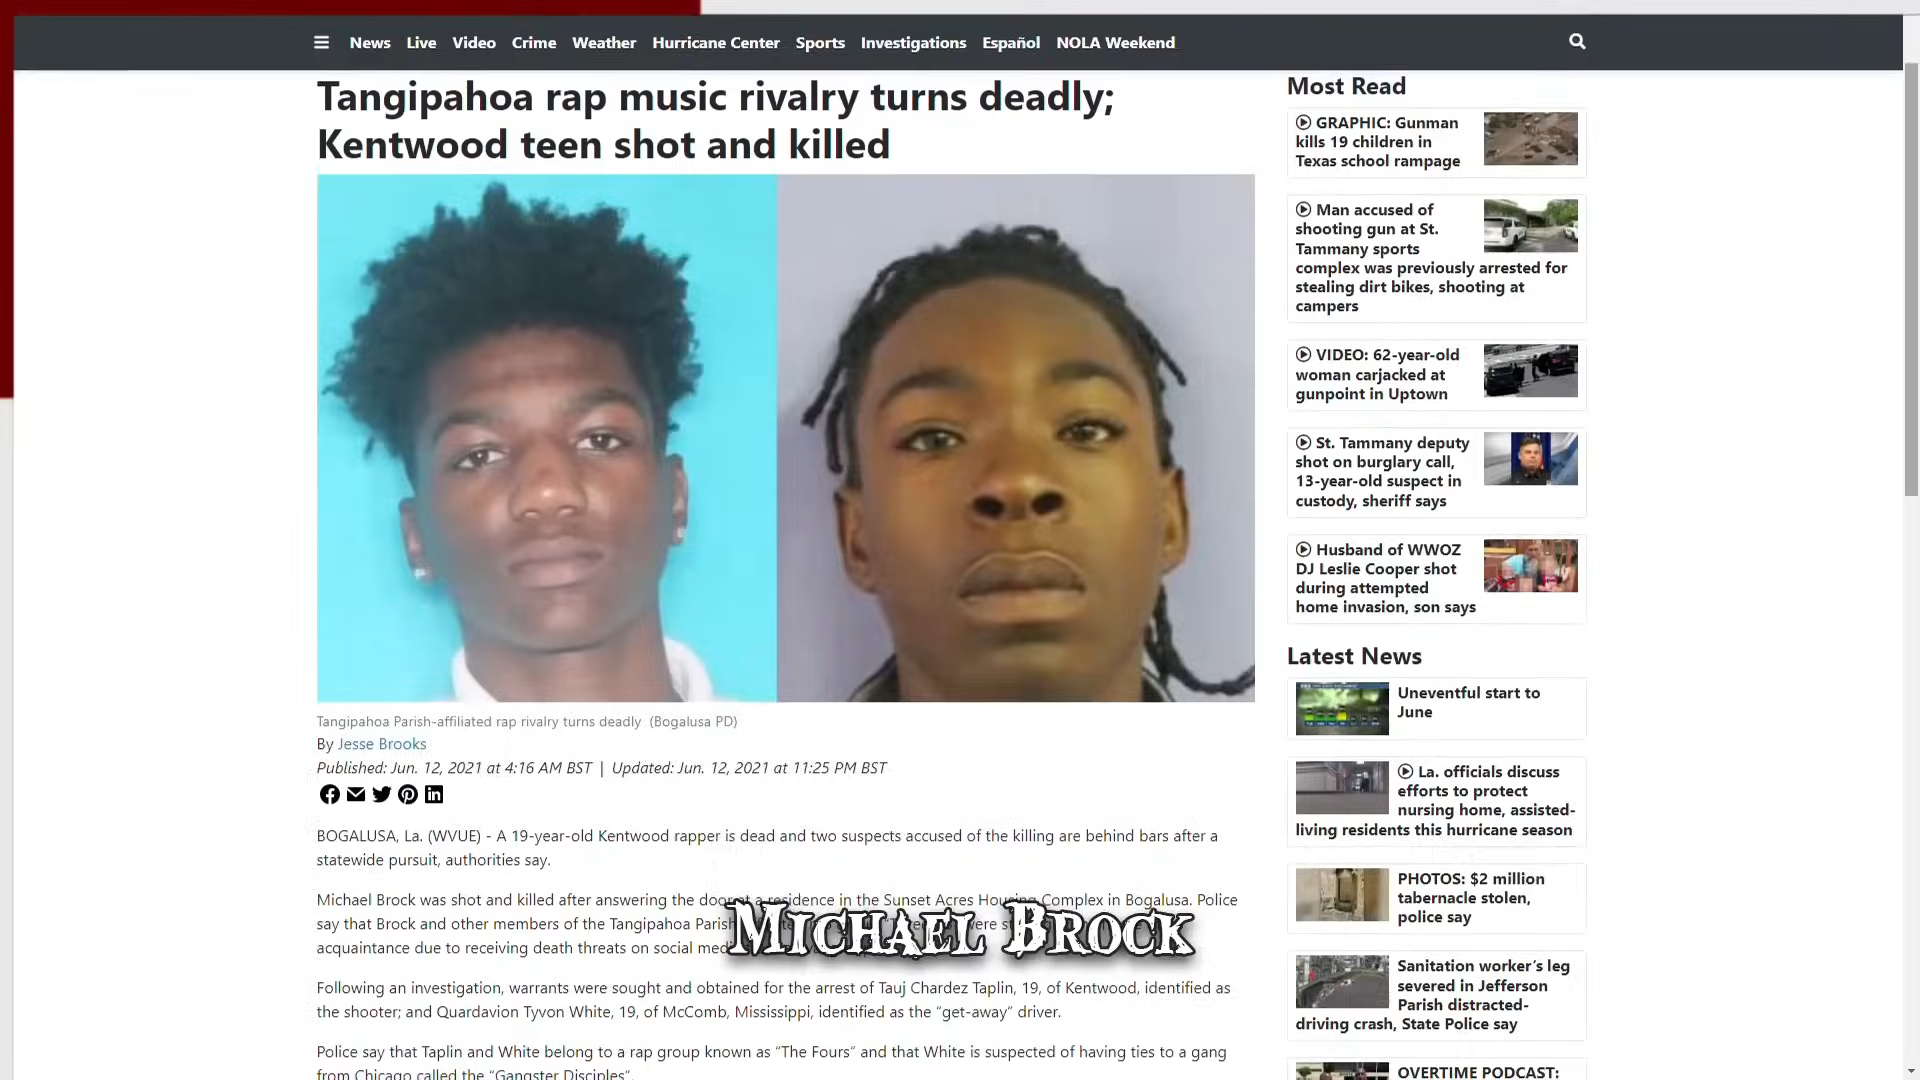 News Live Video Crime Weather Hurricane Center Sports Investigations Español NOLA Weekend
Tangipahoa rap music rivalry turns deadly;
Kentwood teen shot and killed
Tangipahoa Parish-affiliated rap rivalry turns deadly (Bogalusa PD)
By Jesse Brooks
Published: Jun. 12, 2021 at 4:16 AM BST | Updated: Jun. 12, 2021 at 11:25 PM BST
BOGALUSA, La. (WVUE) - A 19-year-old Kentwood rapper is dead and two suspects accused of the killing are behind bars after a
statewide pursuit, authorities say.
Michael Brock was shot and killed after answering the door at a residence in the Sunset Acres Housing Complex in Bogalusa. Police
say that Brock and other members of the Tangipahoa Parish
acquaintance due to receiving death threats on social
Michael Brock
Following an investigation, warrants were sought and obtained for the arrest of Tauj Chardez Taplin, 19, of Kentwood, identified as
the shooter; and Quardavion Tyvon White, 19, of McComb, Mississippi, identified as the “get-away” driver.
Police say that Taplin and White belong to a rap group known as “The Fours” and that White is suspected of having ties to a gang
from Chicago called the “Gangster Disciples”.
Most Read
GRAPHIC: Gunman
kills 19 children in
Texas school rampage
Man accused of
shooting gun at St.
Tammany sports
complex was previously arrested for
stealing dirt bikes, shooting at
campers
VIDEO: 62-year-old
woman carjacked at
gunpoint in Uptown
St. Tammany deputy
shot on burglary call,
13-year-old suspect in
custody, sheriff says
Husband of WWOZ
DJ Leslie Cooper shot
during attempted
home invasion, son says
Latest News
Uneventful start to
June
La. officials discuss
efforts to protect
nursing home, assisted-
living residents this hurricane season
PHOTOS: $2 million
tabernacle stolen,
police say
Sanitation worker’s leg
severed in Jefferson
Parish distracted-
driving crash, State Police say
OVERTIME PODCAST: